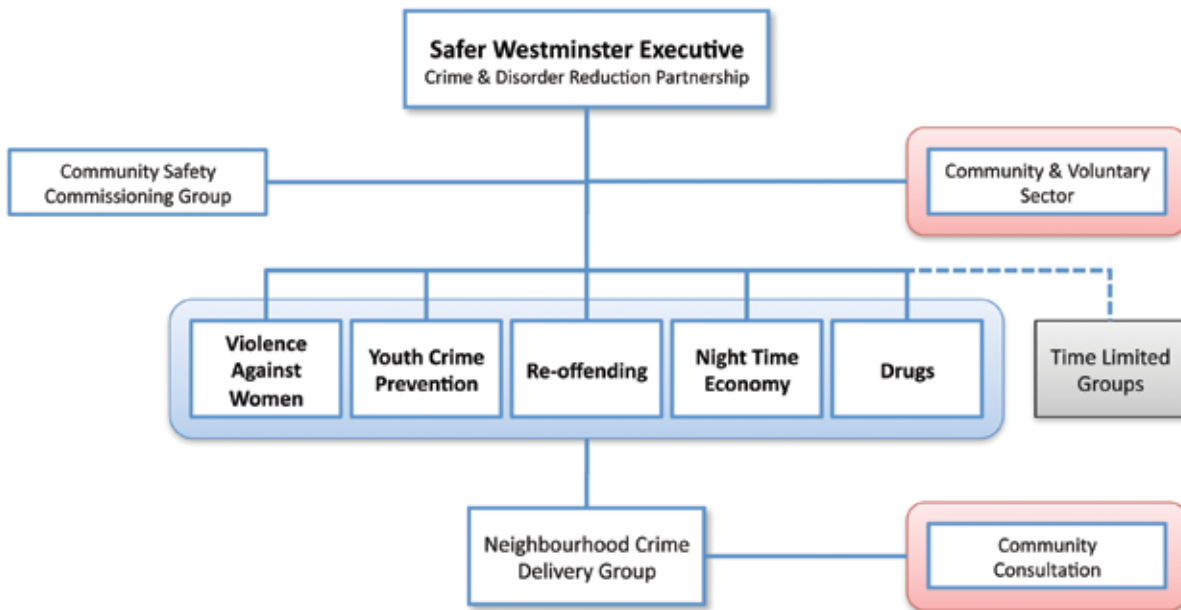 Safer Westminster Executive
Crime & Disorder Reduction Partnership
Community Safety
Commissioning Group
Community & Voluntary
Sector
Violence
Against
Women
Youth Crime
Prevention
Re-offending
Night Time
Economy
Drugs
Time Limited
Groups
Neighbourhood Crime
Delivery Group
Community
Consultation